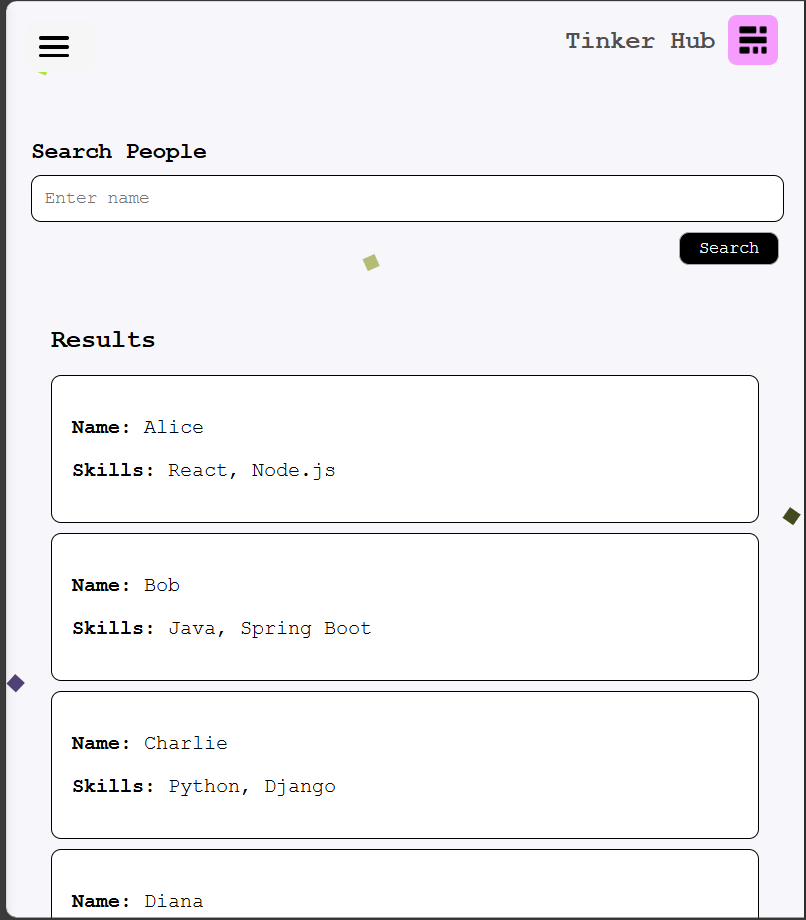 Tinker Hub
Search People
Enter name
Search
Results
Name: Alice
Skills: React, Node.js
Name: Bob
Skills: Java, Spring Boot
Name: Charlie
Skills: Python, Django
Name: Diana